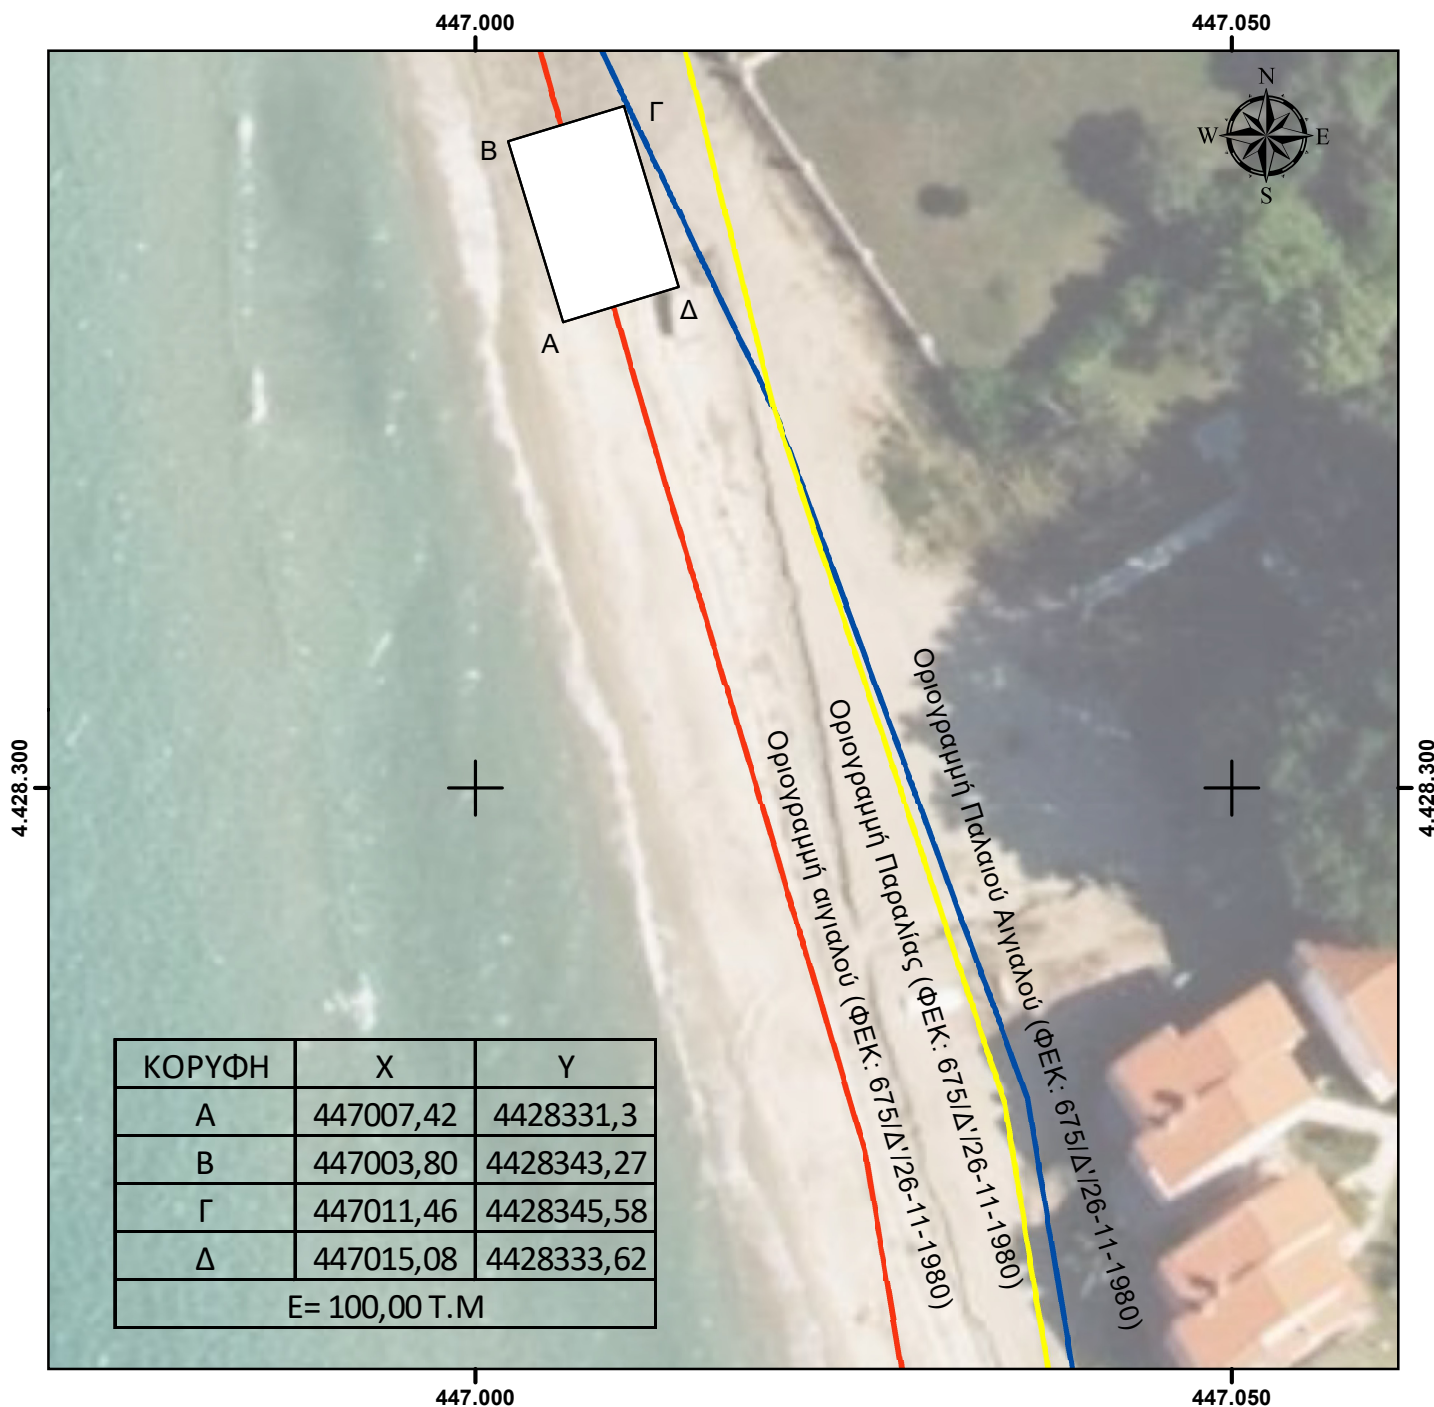 447.000
447.050
N
W
E
S
Β
Γ
Α
Δ
4.428.300
4.428.300
Οριογραμμή αιγιαλού (ΦΕΚ: 675/Δ'/26-11-1980)
Οριογραμμή Παραλίας (ΦΕΚ: 675/Δ'/26-11-1980)
Οριογραμμή Παλαιού Αιγιαλού (ΦΕΚ: 675/Δ'/26-11-1980)
ΚΟΡΥΦΗ Χ Υ
Α 447007,42 4428331,3
Β 447003,80 4428343,27
Γ 447011,46 4428345,58
Δ 447015,08 4428333,62
Ε= 100,00 Τ.Μ
447.000
447.050